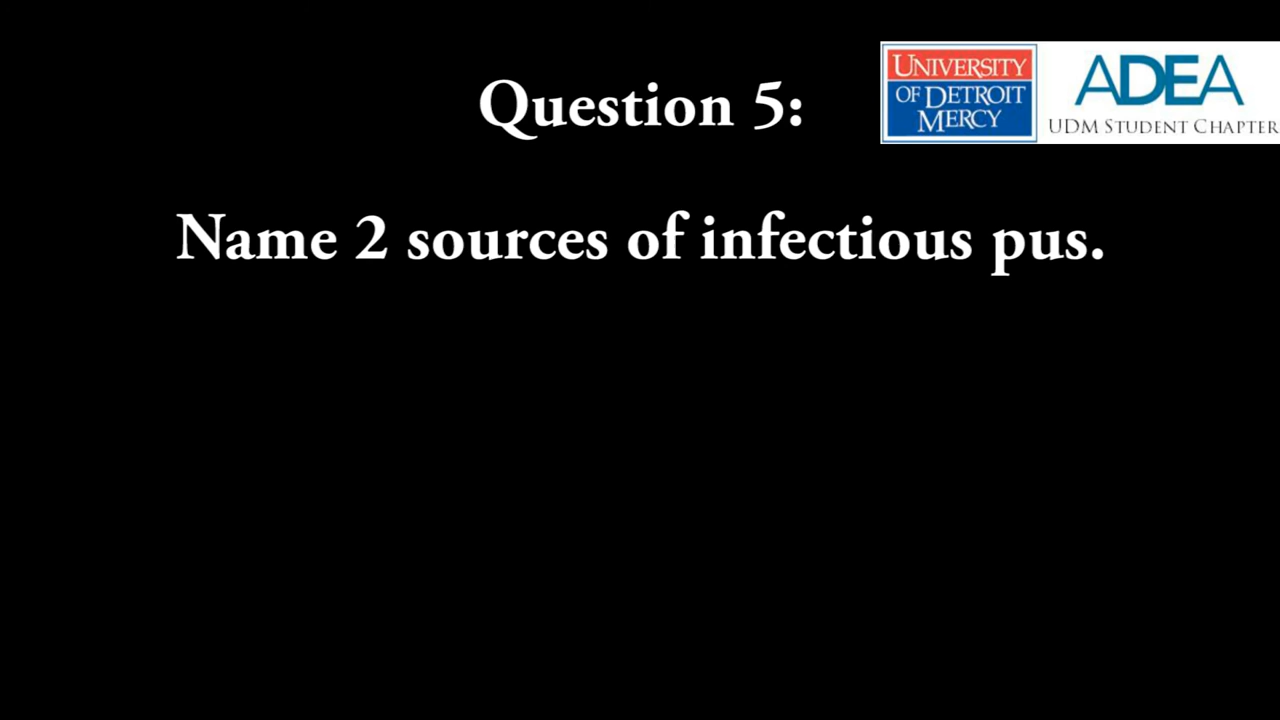 Question 5:
UNIVERSITY
OF DETROIT
MERCY
ADEA
UDM STUDENT CHAPTER
Name 2 sources of infectious pus.